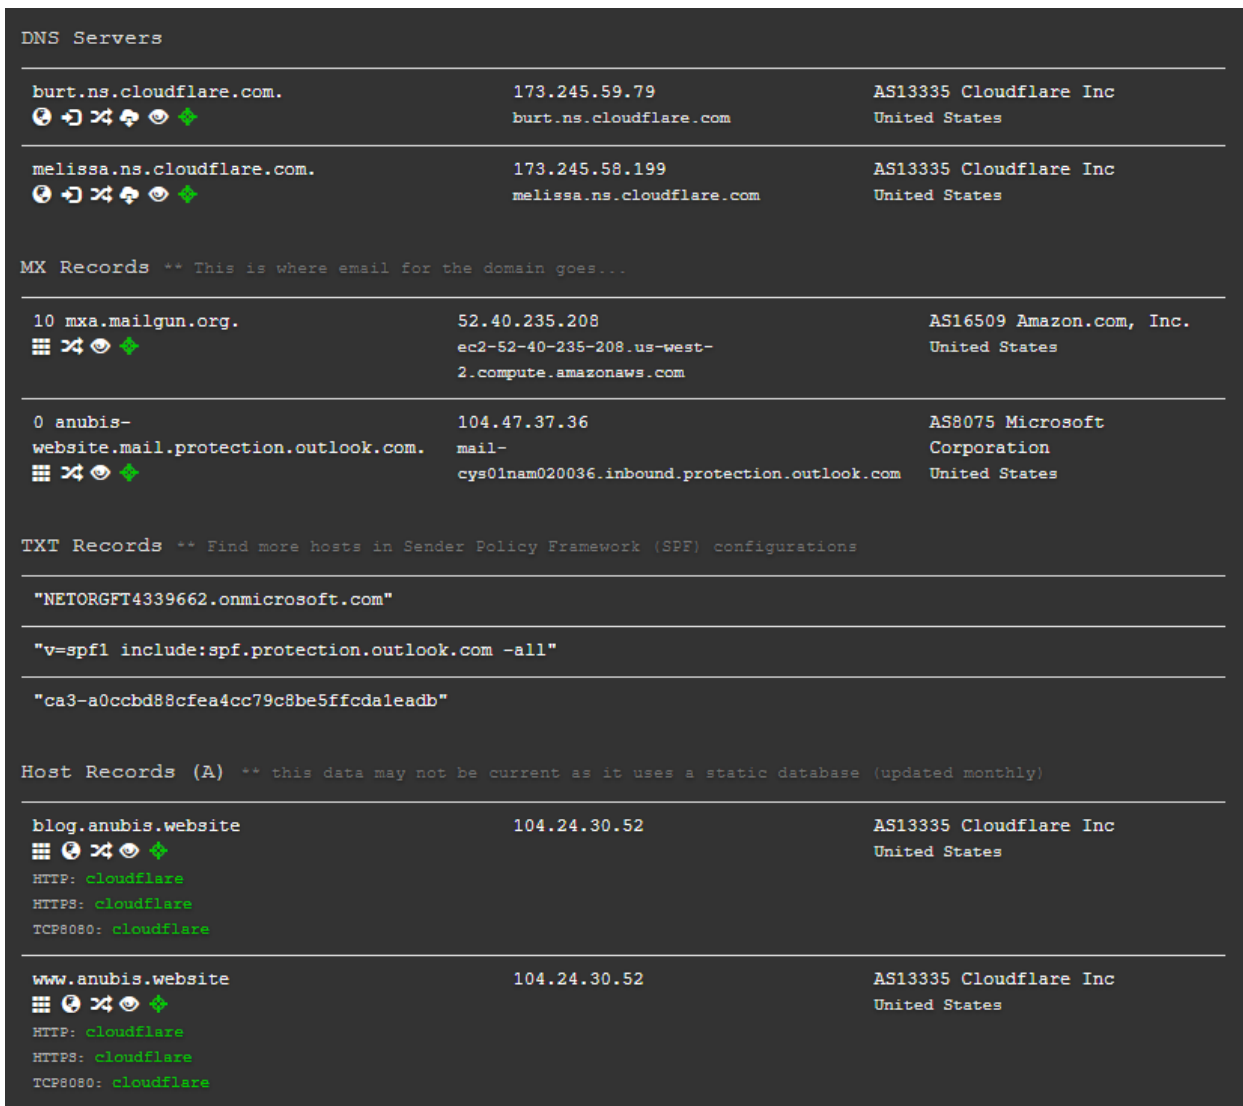 DNS Servers
burt.ns.cloudflare.com. 173.245.59.79 AS13335 Cloudflare Inc
burt.ns.cloudflare.com United States
melissa.ns.cloudflare.com. 173.245.58.199 AS13335 Cloudflare Inc
melissa.ns.cloudflare.com United States
MX Records ** This is where email for the domain goes...
10 mxa.mailgun.org. 52.40.235.208 AS16509 Amazon.com, Inc.
ec2-52-40-235-208.us-west- United States
2.compute.amazonaws.com
0 anubis- 104.47.37.36 AS8075 Microsoft
website.mail.protection.outlook.com. mail- Corporation
cys01nam020036.inbound.protection.outlook.com United States
TXT Records ** Find more hosts in Sender Policy Framework (SPF) configurations
"NETORGFT4339662.onmicrosoft.com"
"v=spf1 include:spf.protection.outlook.com -all"
"ca3-a0ccbd88cfea4cc79c8be5ffcda1eadb"
Host Records (A) ** this data may not be current as it uses a static database (updated monthly)
blog.anubis.website 104.24.30.52 AS13335 Cloudflare Inc
United States
HTTP: cloudflare
HTTPS: cloudflare
TCP8080: cloudflare
www.anubis.website 104.24.30.52 AS13335 Cloudflare Inc
United States
HTTP: cloudflare
HTTPS: cloudflare
TCP8080: cloudflare